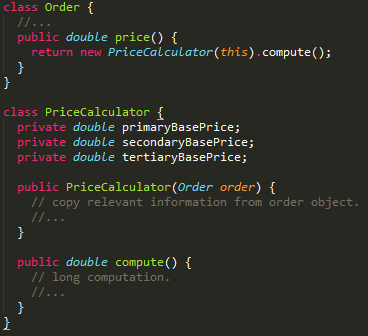 class Order {
  //...
  public double price() {
    return new PriceCalculator(this).compute();
  }
}

class PriceCalculator {
  private double primaryBasePrice;
  private double secondaryBasePrice;
  private double tertiaryBasePrice;

  public PriceCalculator(Order order) {
    // copy relevant information from order object.
    //...
  }

  public double compute() {
    // long computation.
    //...
  }
}